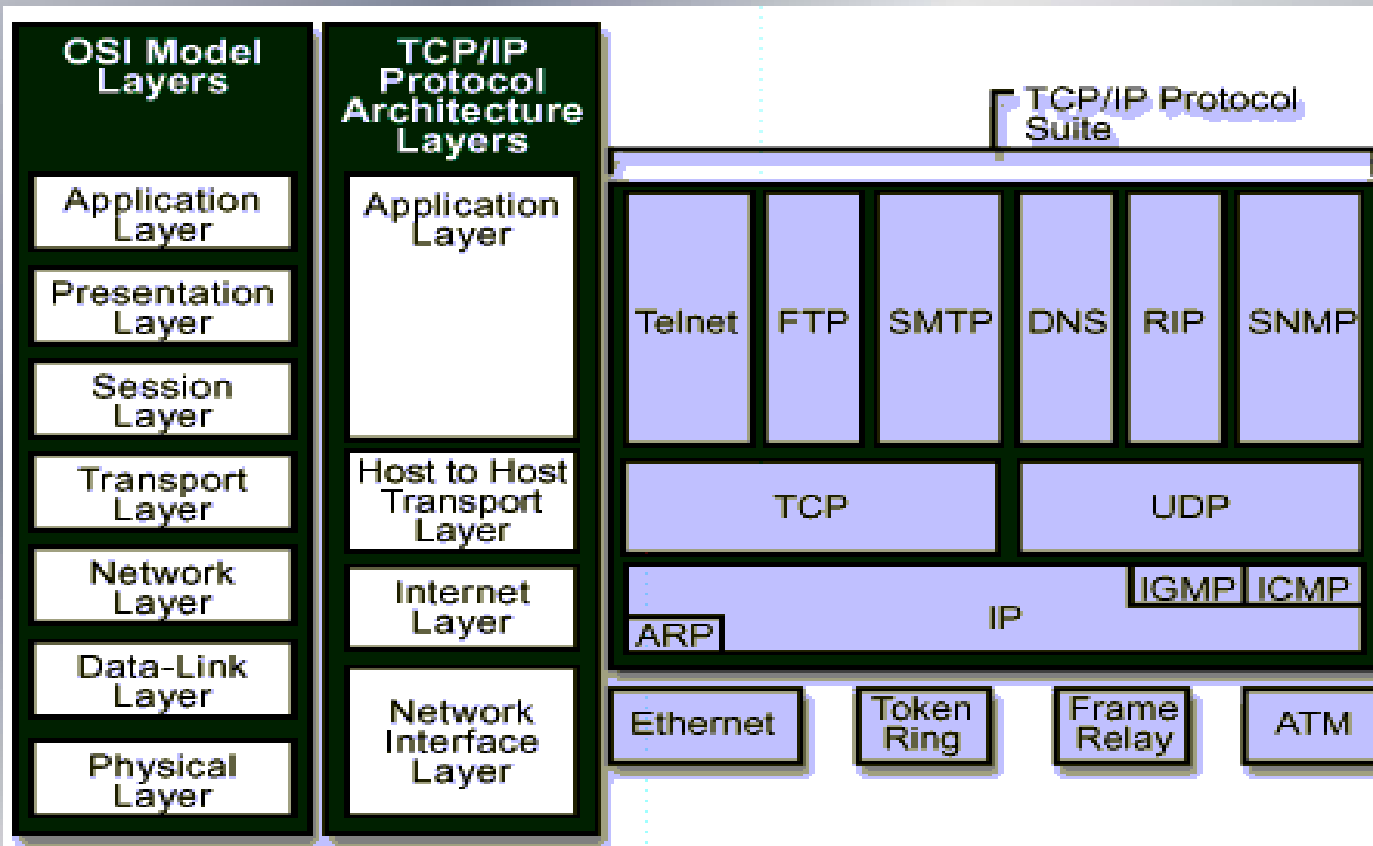 OSI Model
Layers
Application
Layer
Presentation
Layer
Session
Layer
Transport
Layer
Network
Layer
Data-Link
Layer
Physical
Layer
TCP/IP
Protocol
Architecture
Layers
Application
Layer
Host to Host
Transport
Layer
Internet
Layer
Network
Interface
Layer
TCP/IP Protocol
Suite
Telnet
FTP
SMTP
DNS
RIP
SNMP
TCP
UDP
IGMP
ICMP
IP
ARP
Ethernet
Token
Ring
Frame
Relay
ATM